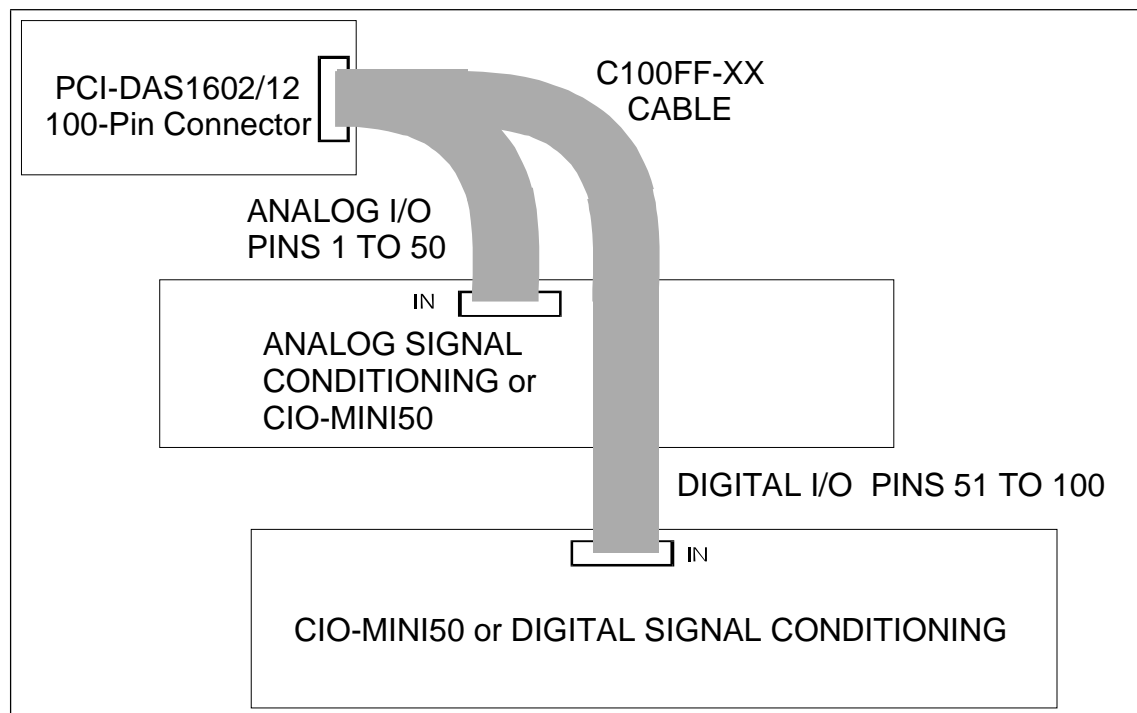 PCI-DAS1602/12
100-Pin Connector
C100FF-XX
CABLE
ANALOG I/O
PINS 1 TO 50
IN
ANALOG SIGNAL
CONDITIONING or
CIO-MINI50
DIGITAL I/O PINS 51 TO 100
IN
CIO-MINI50 or DIGITAL SIGNAL CONDITIONING